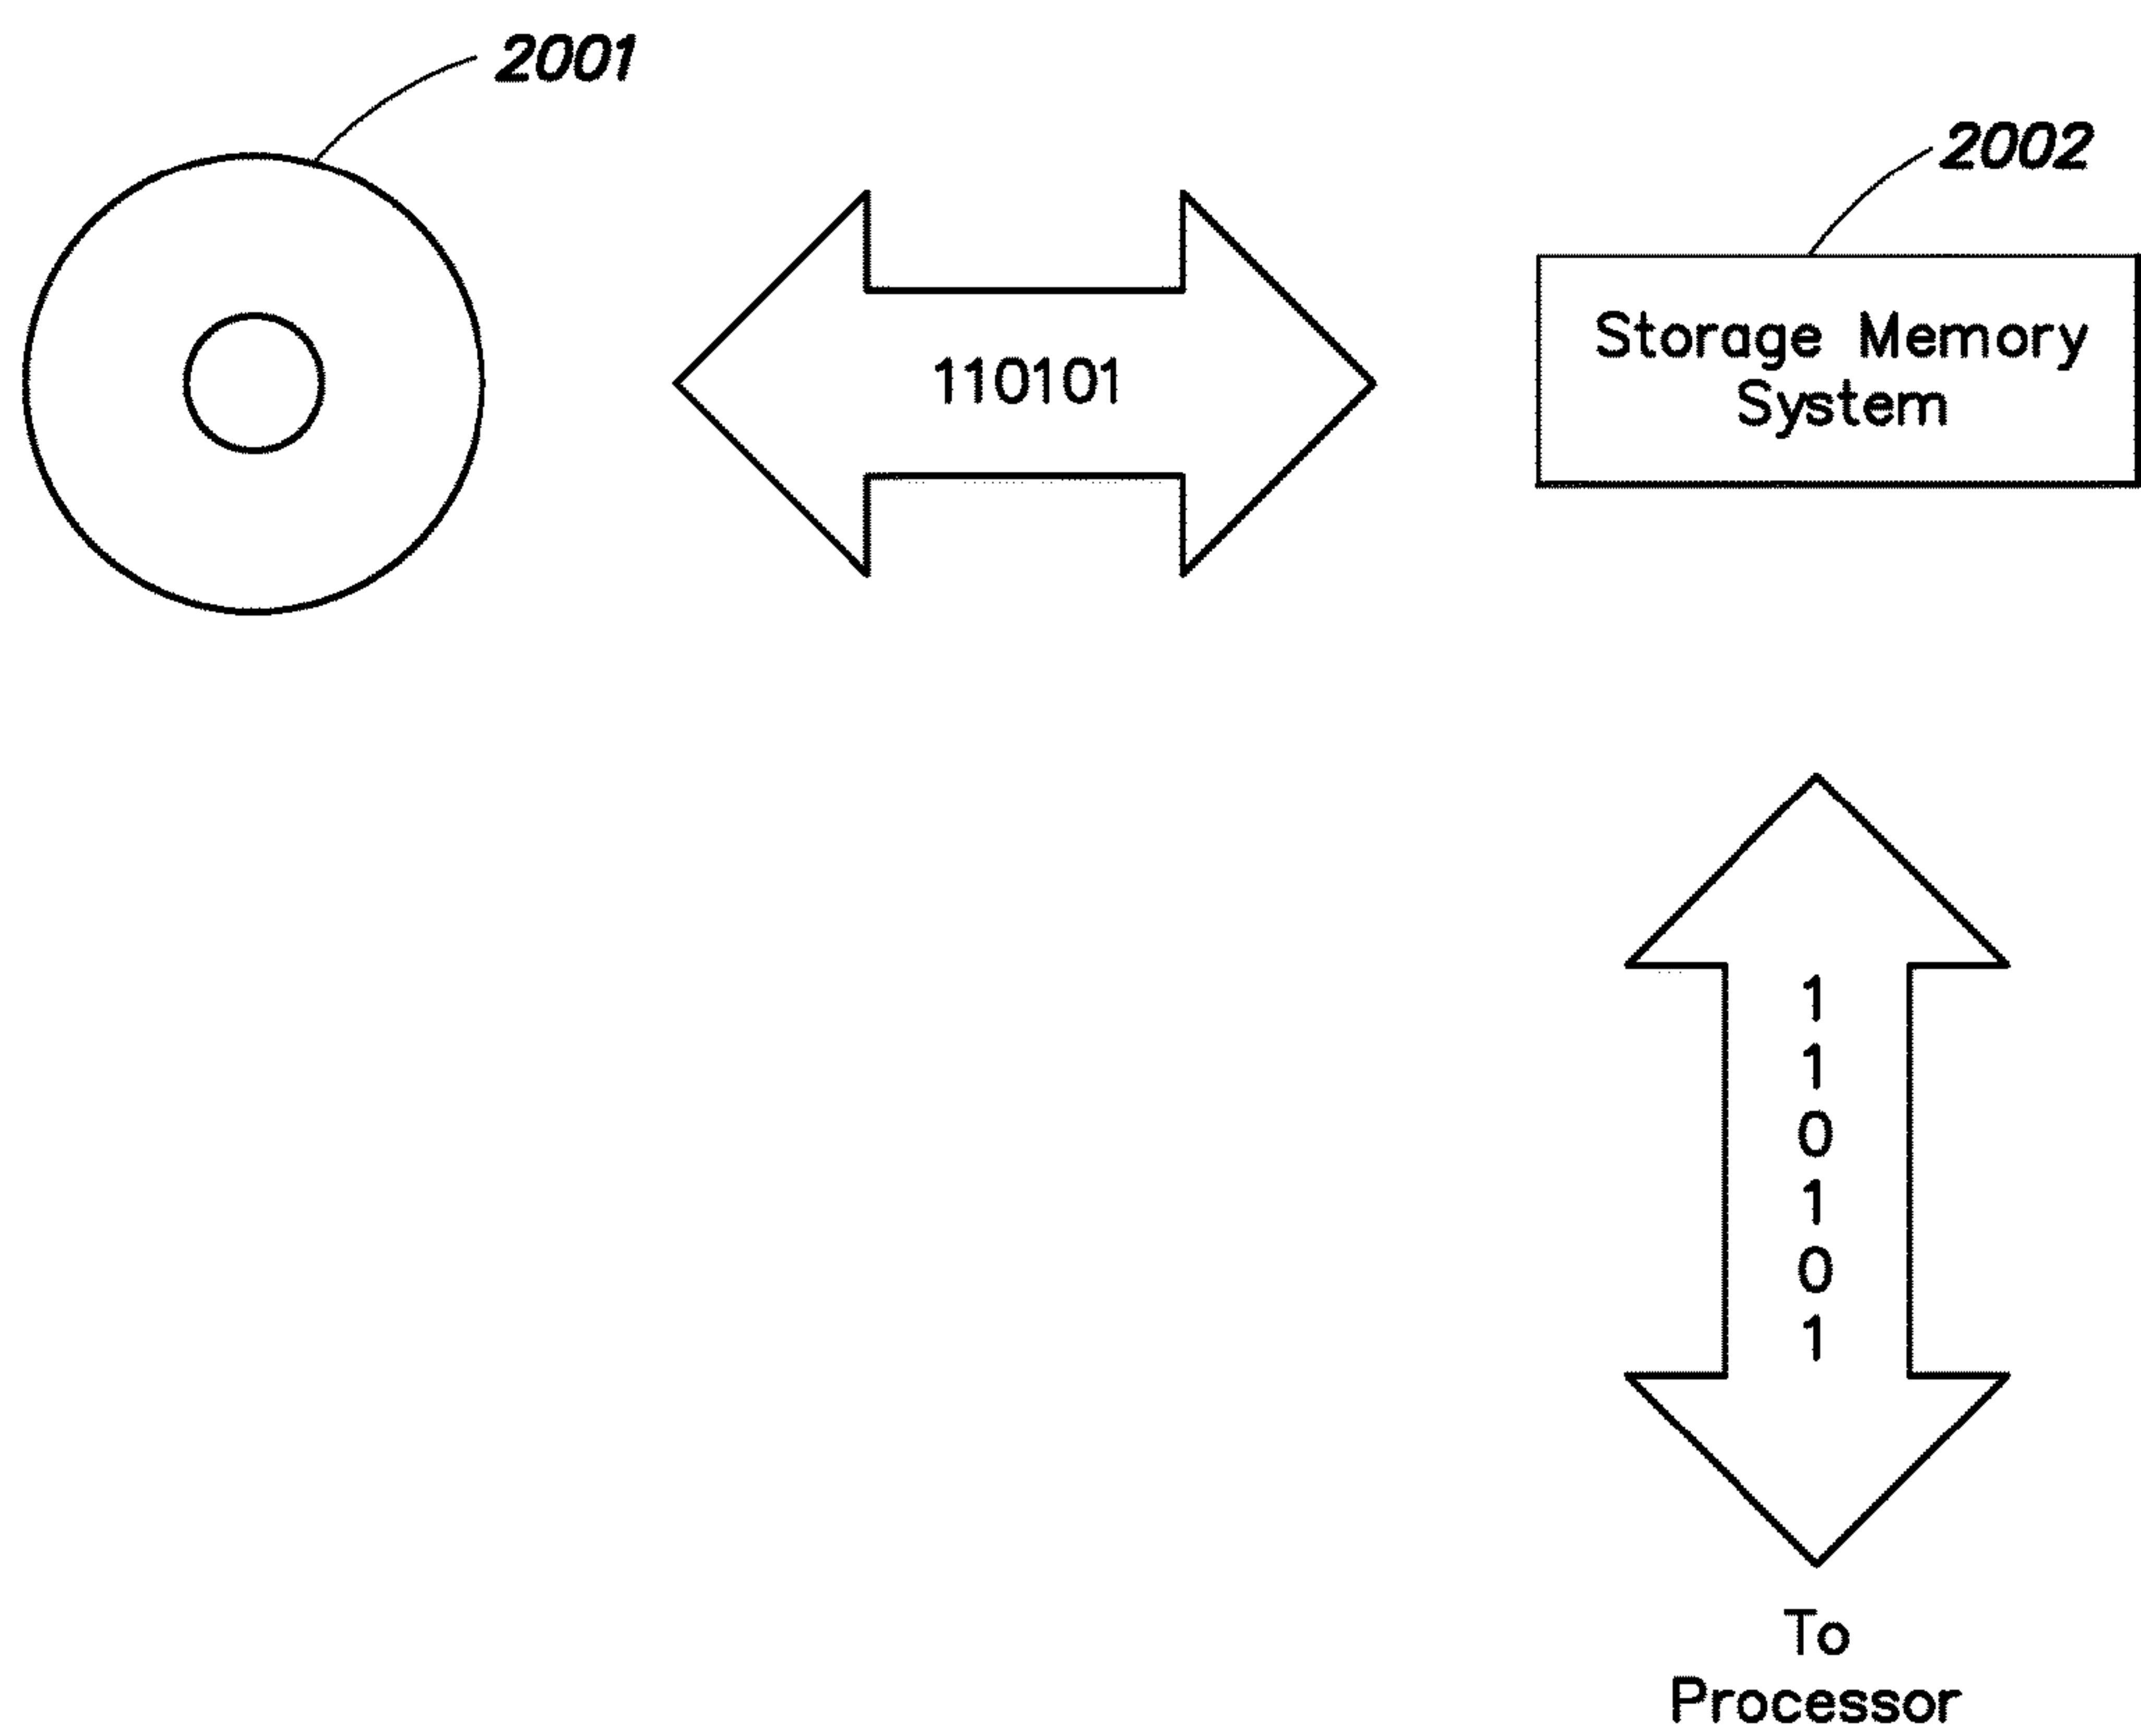 2001
2002
110101
Storage Memory
System
1
1
0
1
0
1
To
Processor